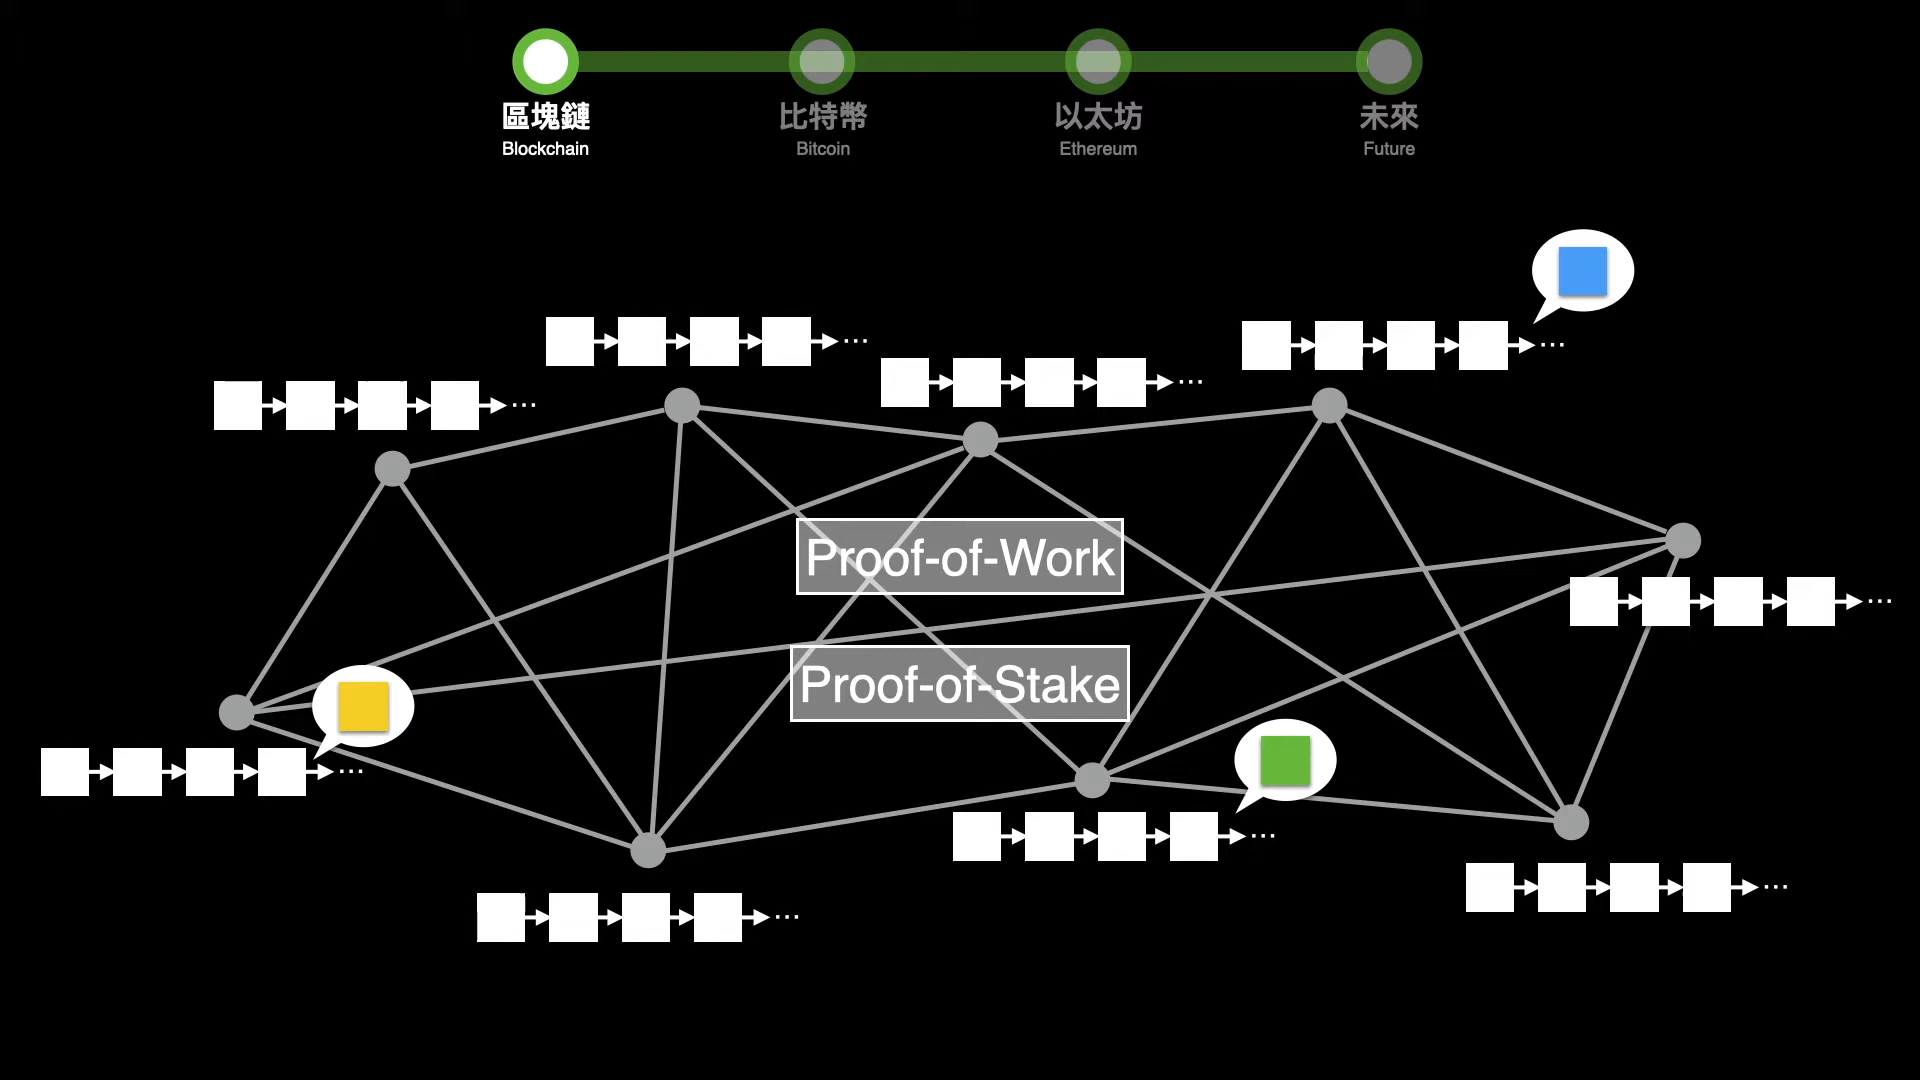 區塊鏈
Blockchain
比特幣
Bitcoin
以太坊
Ethereum
未來
Future
Proof-of-Work
Proof-of-Stake